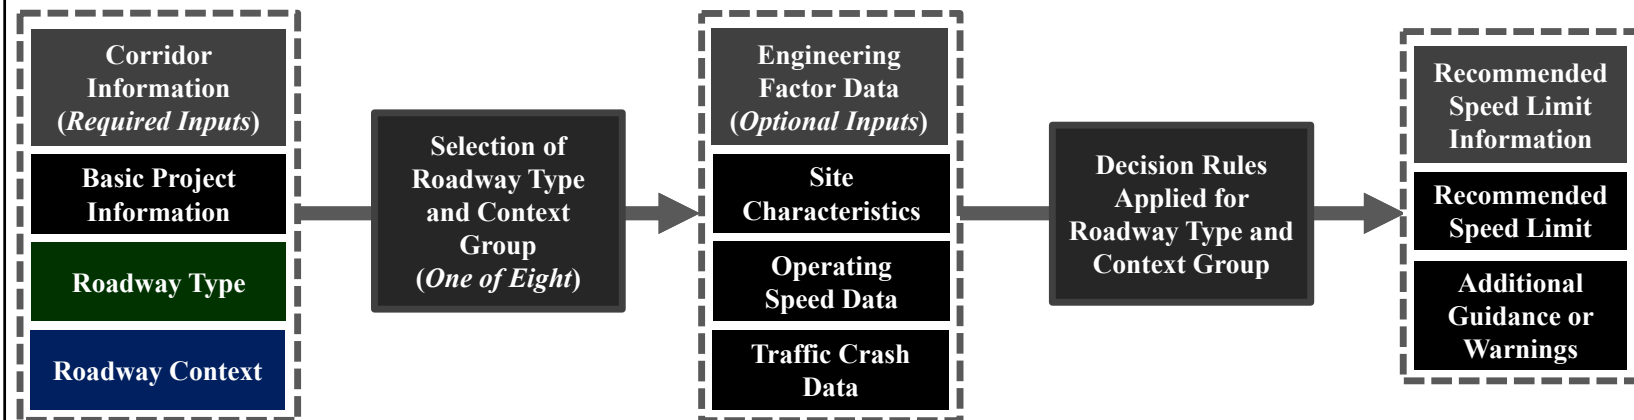 Corridor
Information
(Required Inputs)
Basic Project
Information
Roadway Type
Roadway Context
Selection of
Roadway Type
and Context
Group
(One of Eight)
Engineering
Factor Data
(Optional Inputs)
Site
Characteristics
Operating
Speed Data
Traffic Crash
Data
Decision Rules
Applied for
Roadway Type and
Context Group
Recommended
Speed Limit
Information
Recommended
Speed Limit
Additional
Guidance or
Warnings